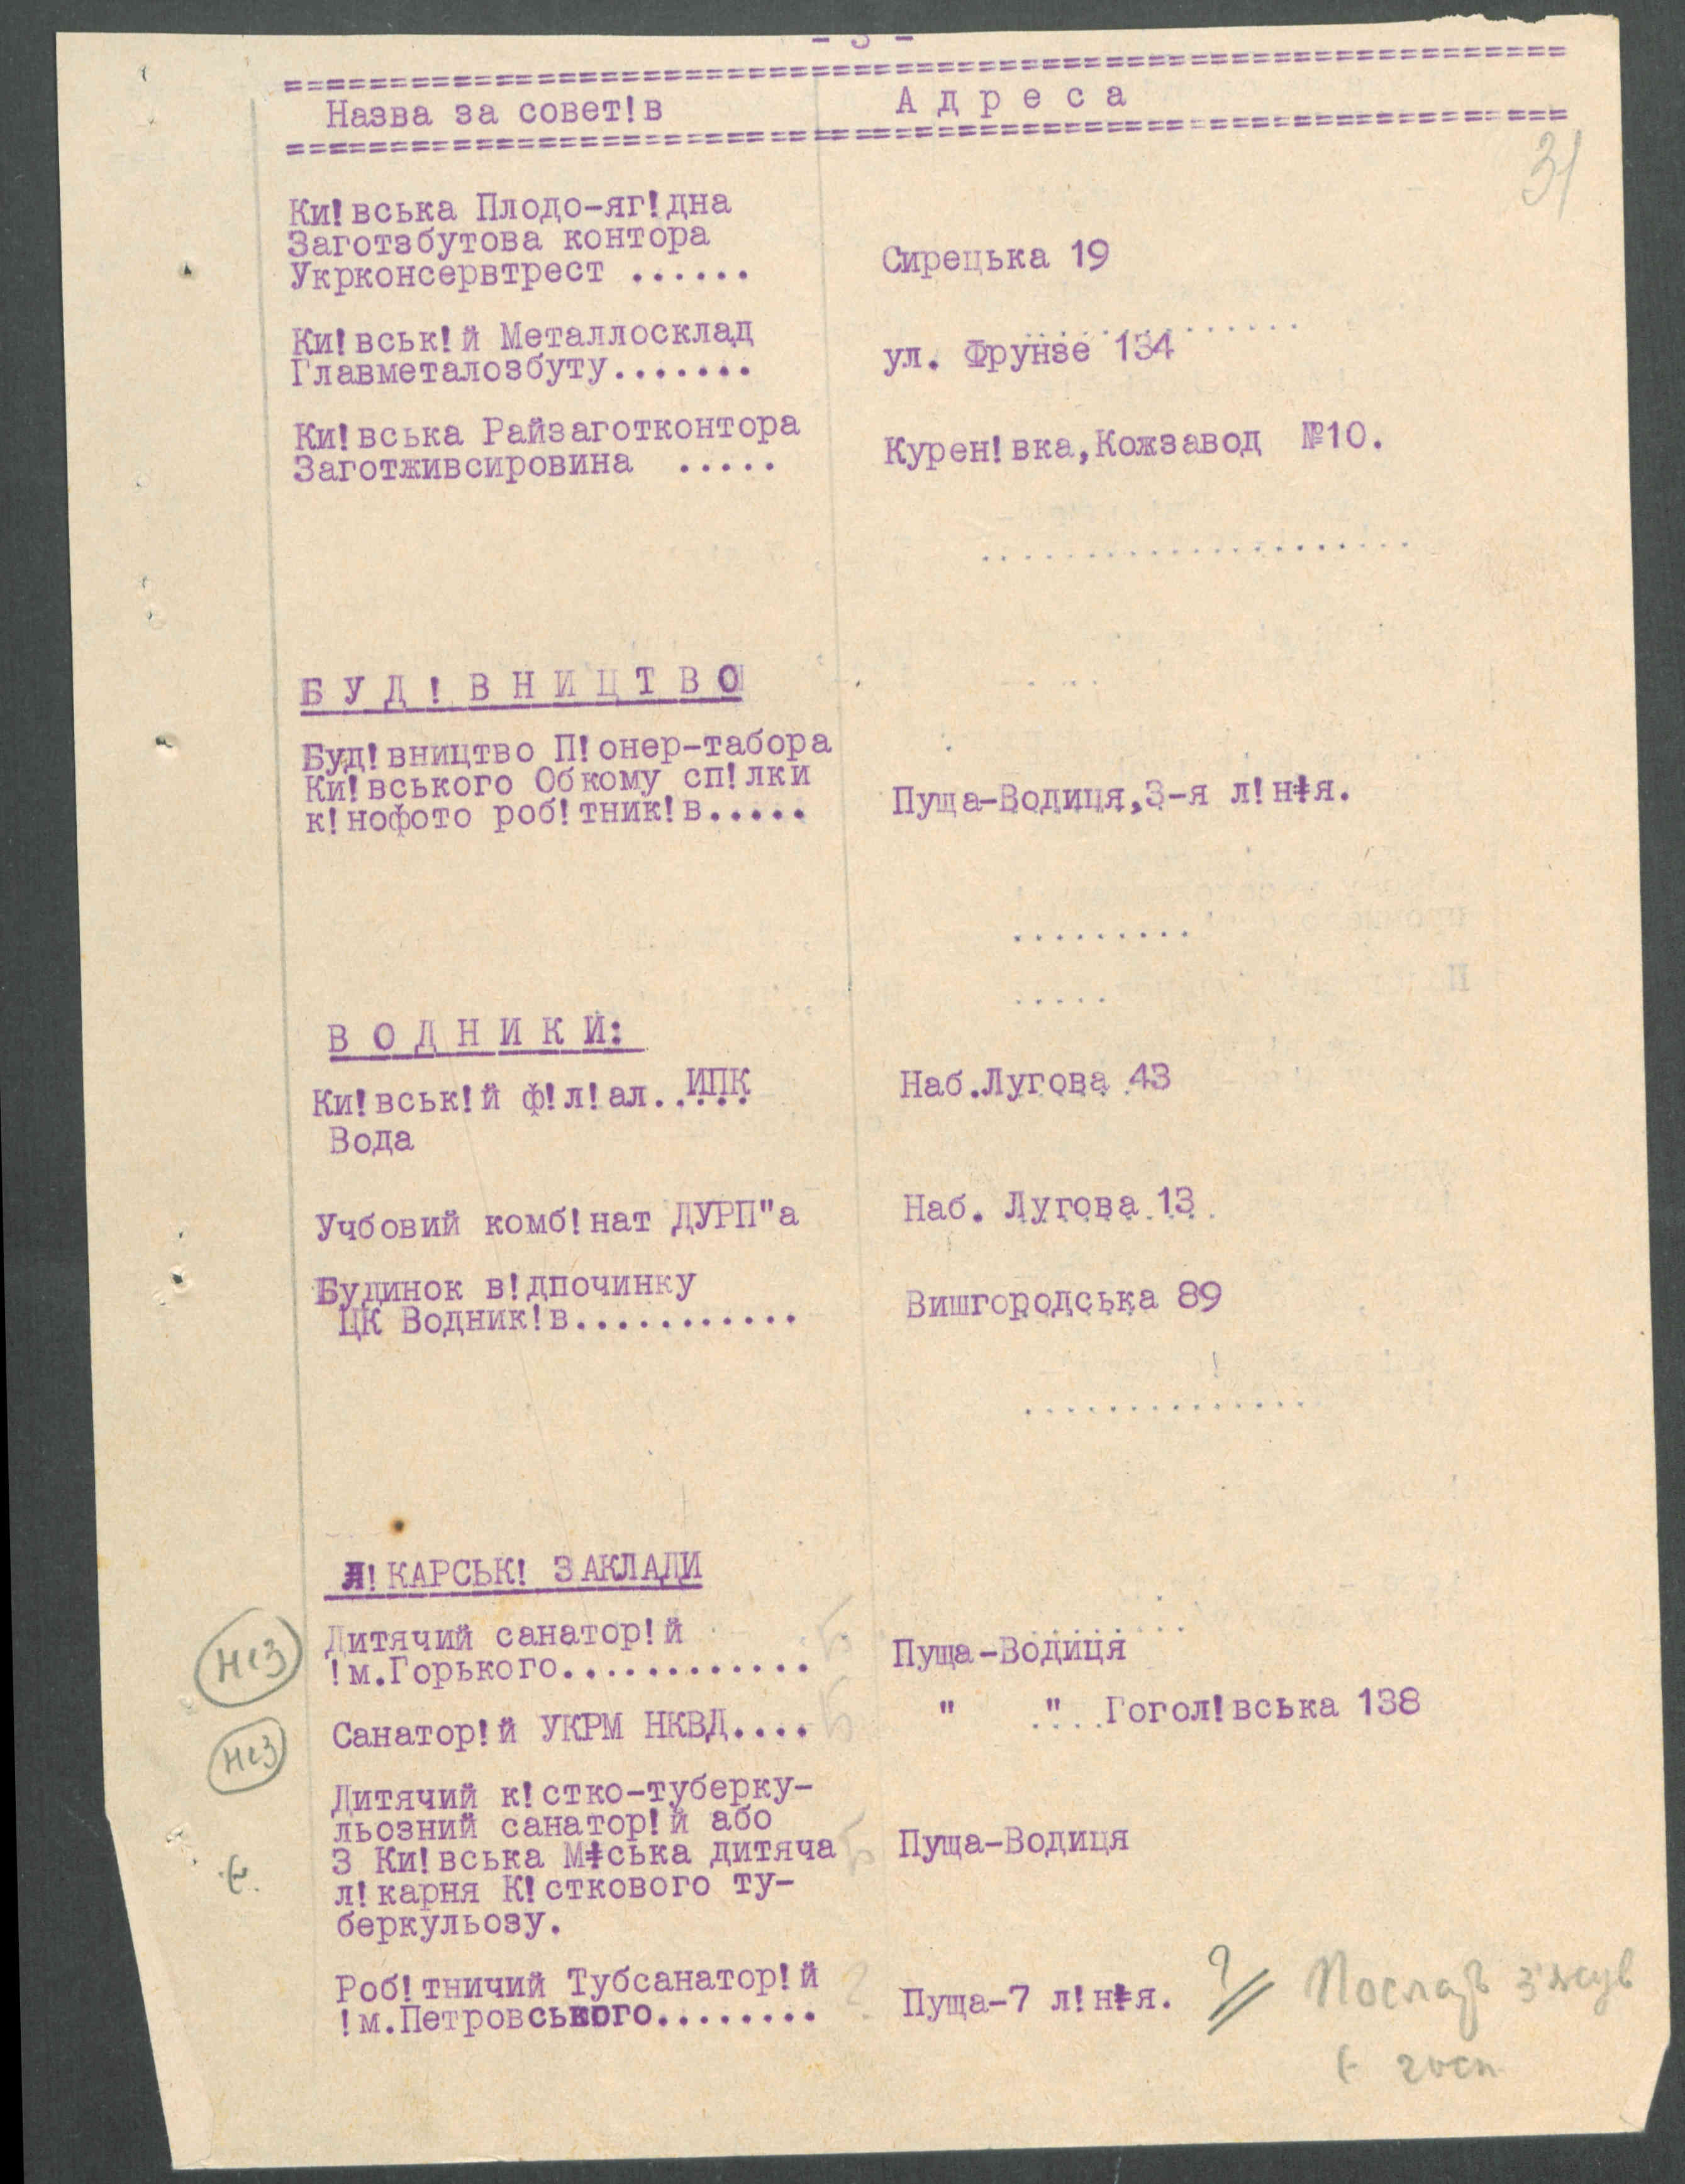 - 3 -
Назва за совет!в	А д р е с а
31
Ки!вська Плодо-яг!дна
Заготзбутова контора
Укрконсервтрест ......	Сирецька 19
Ки!вськ!й Металлосклад
Главметалозбуту.......	ул. Фрунзе 134
Ки!вська Райзаготконтора
Заготживсировина .....	Курен!вка,Кожзавод №10.
Б У Д ! В Н И Ц Т В О
Буд!вництво П!онер-табора
Ки!вського Обкому сп!лки
к!нофото роб!тник!в.....	Пуща-Водиця,3-я л!н!я.
В О Д Н И К И:
Ки!вськ!й ф!л!ал..ИПК...	Наб.Лугова 43
Вода
Учбовий комб!нат ДУРП"а	Наб. Лугова 13
Будинок в!дпочинку
ЦК Водник!в...........	Вишгородська 89
Л!КАРСЬК! ЗАКЛАДИ
Дитячий санатор!й
!м.Горького............	Пуща-Водиця
Санатор!й УКРМ НКВД....	" " Гогол!вська 138
Дитячий к!стко-туберку-
льозний санатор!й або
3 Ки!вська М!ська дитяча	Пуща-Водиця
л!карня К!сткового ту-
беркульозу.
Роб!тничий Тубсанатор!й
!м.Петровського........	Пуща-7 л!н!я. ?